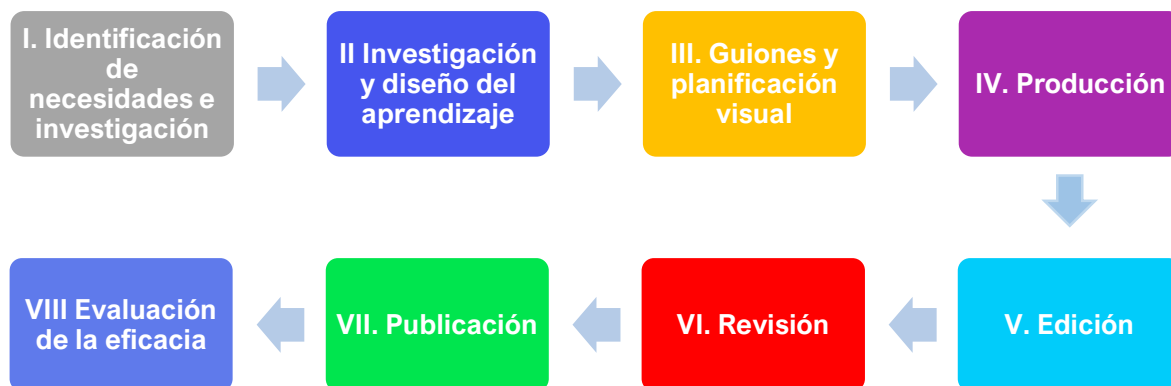 I. Identificación
de
necesidades e
investigación
II Investigación
y diseño del
aprendizaje
III. Guiones y
planificación
visual
IV. Producción
V. Edición
VI. Revisión
VII. Publicación
VIII Evaluación
de la eficacia